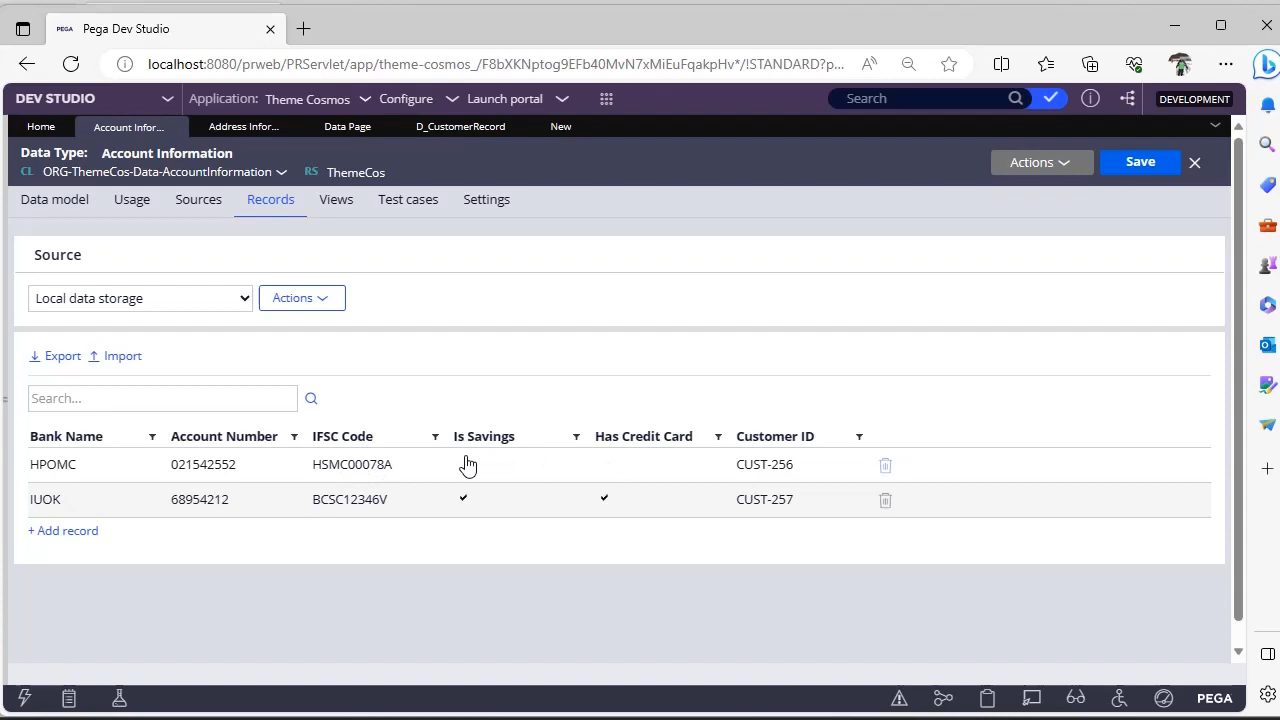 PEGA Pega Dev Studio
localhost:8080/prweb/PRServlet/app/theme-cosmos_/F8bXKNptog9EFb40MvN7xMiEuFqakpHv*/!STANDARD?p...
DEV STUDIO Application: Theme Cosmos Configure Launch portal Search DEVELOPMENT
Home Account Infor... Address Infor... Data Page D_CustomerRecord New
Data Type: Account Information
CL ORG-ThemeCos-Data-AccountInformation RS ThemeCos
Actions Save
Data model Usage Sources Records Views Test cases Settings
Source
Local data storage Actions
Export Import
Search...
Bank Name Account Number IFSC Code Is Savings Has Credit Card Customer ID
HPOMC 021542552 HSMC00078A CUST-256
IUOK 68954212 BCSC12346V CUST-257
+ Add record
PEGA